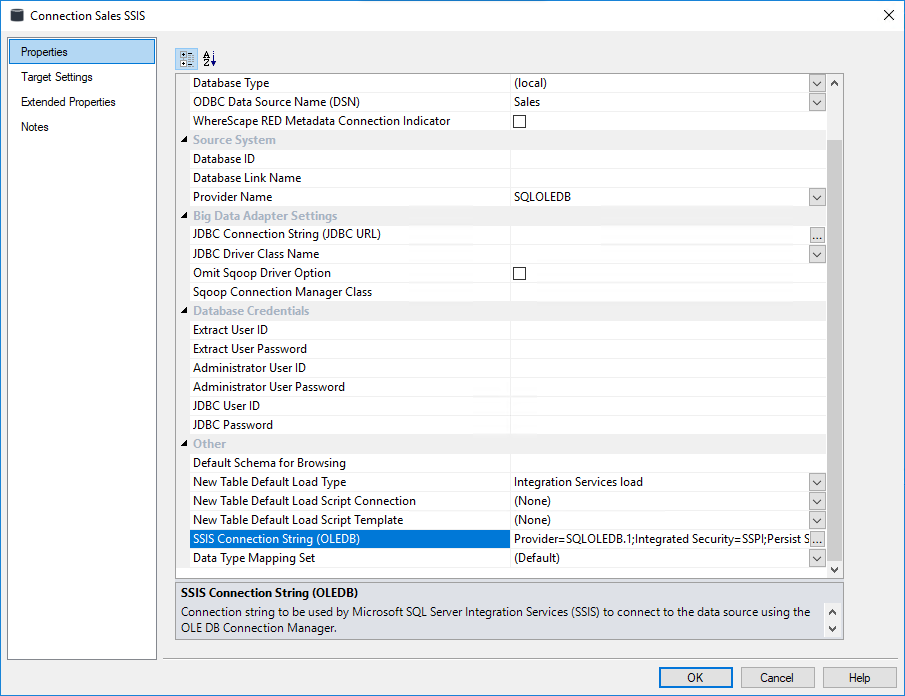 Connection Sales SSIS
Properties
Target Settings
Extended Properties
Notes
Database Type (local)
ODBC Data Source Name (DSN) Sales
WhereScape RED Metadata Connection Indicator
Source System
Database ID
Database Link Name
Provider Name SQLOLEDB
Big Data Adapter Settings
JDBC Connection String (JDBC URL) ...
JDBC Driver Class Name
Omit Sqoop Driver Option
Sqoop Connection Manager Class
Database Credentials
Extract User ID
Extract User Password
Administrator User ID
Administrator User Password
JDBC User ID
JDBC Password
Other
Default Schema for Browsing
New Table Default Load Type Integration Services load
New Table Default Load Script Connection (None)
New Table Default Load Script Template (None)
SSIS Connection String (OLEDB) Provider=SQLOLEDB.1;Integrated Security=SSPI;Persist S ...
Data Type Mapping Set (Default)
SSIS Connection String (OLEDB)
Connection string to be used by Microsoft SQL Server Integration Services (SSIS) to connect to the data source using the
OLE DB Connection Manager.
OK Cancel Help